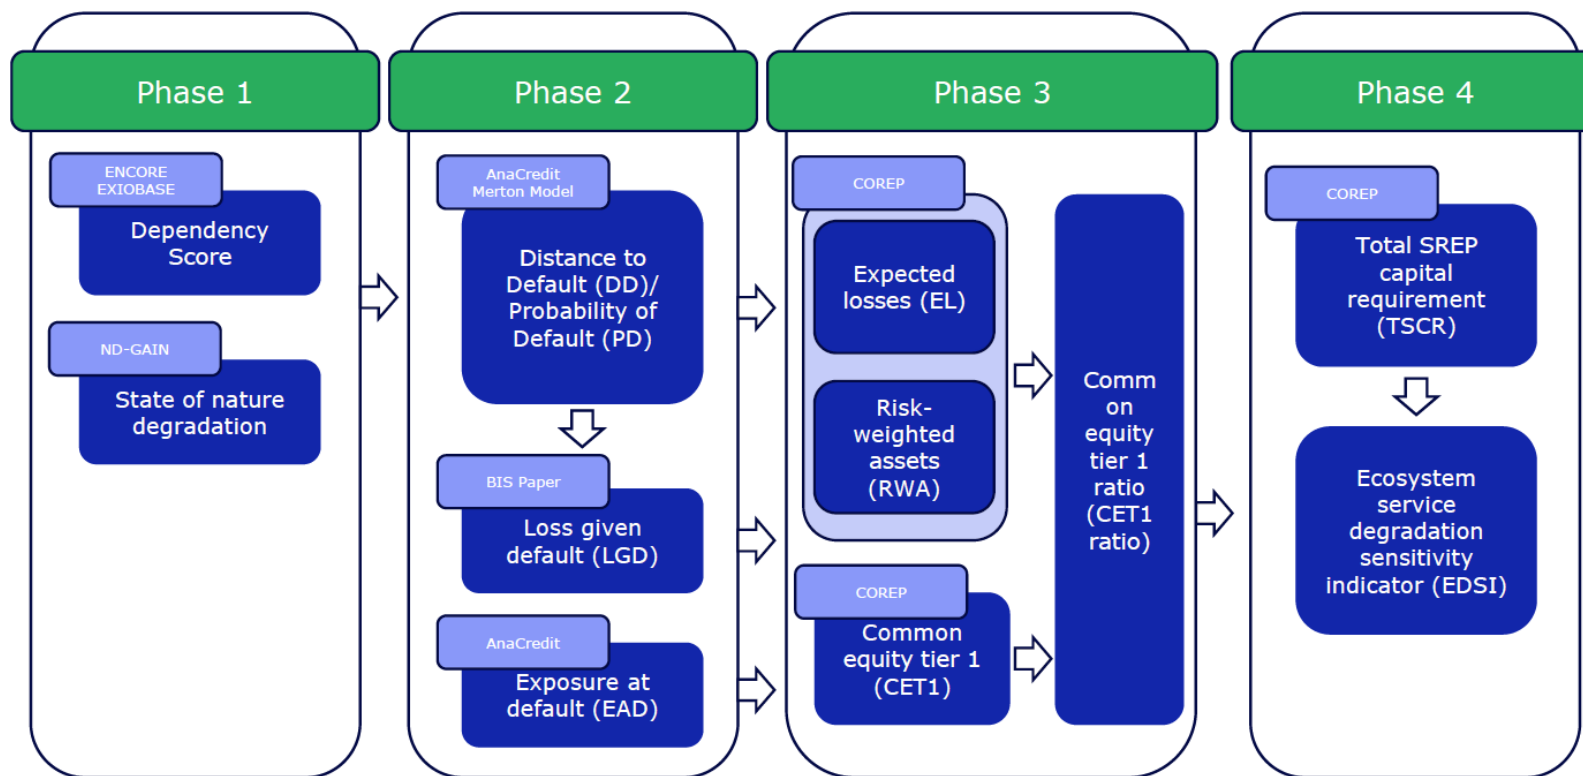 Phase 1
ENCORE
EXIOBASE
Dependency
Score
ND-GAIN
State of nature
degradation
Phase 2
AnaCredit
Merton Model
Distance to
Default (DD)/
Probability of
Default (PD)
BIS Paper
Loss given
default (LGD)
AnaCredit
Exposure at
default (EAD)
Phase 3
COREP
Expected
losses (EL)
Risk-
weighted
assets
(RWA)
COREP
Common
equity tier 1
(CET1)
Comm
on
equity
tier 1
ratio
(CET1
ratio)
Phase 4
COREP
Total SREP
capital
requirement
(TSCR)
Ecosystem
service
degradation
sensitivity
indicator (EDSI)